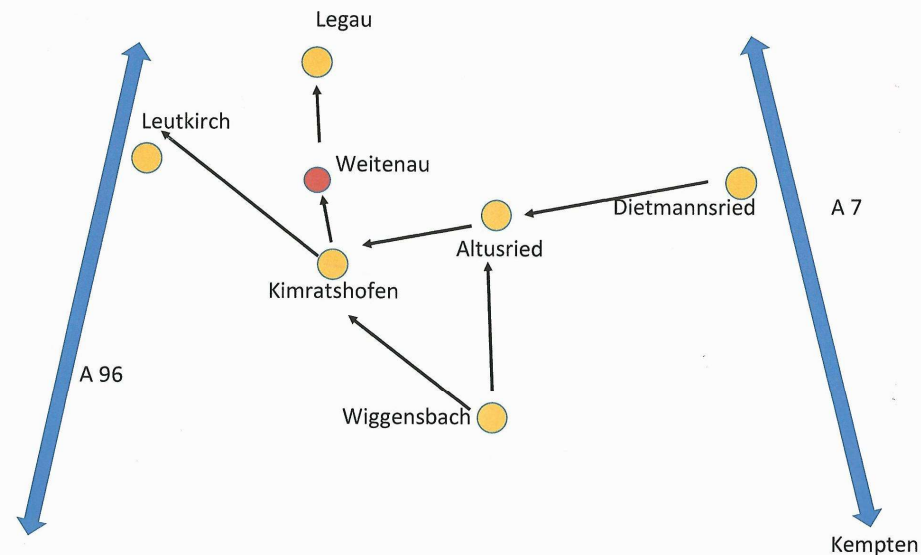 Legau
Leutkirch
Weitenau
Dietmannsried
A 7
Altusried
Kimratshofen
A 96
Wiggensbach
Kempten